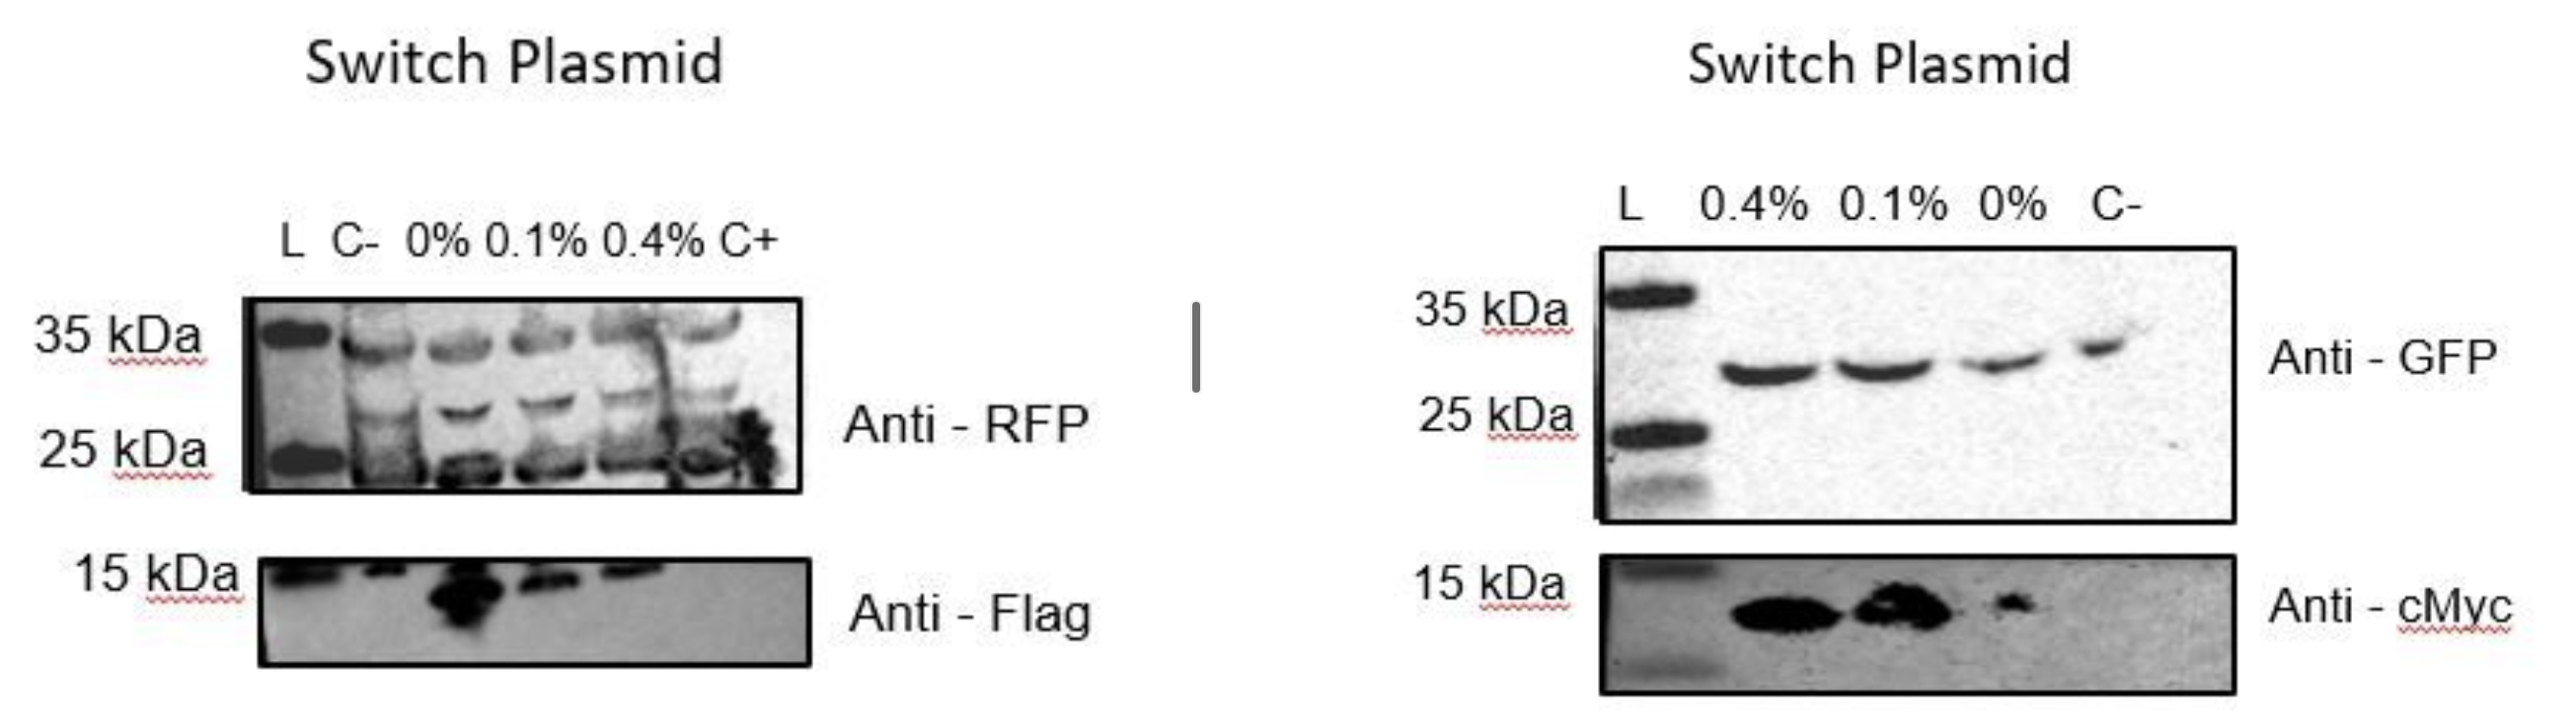 Switch Plasmid
L C- 0% 0.1% 0.4% C+
35 kDa
25 kDa
Anti - RFP
15 kDa
Anti - Flag
Switch Plasmid
L 0.4% 0.1% 0% C-
35 kDa
25 kDa
Anti - GFP
15 kDa
Anti - cMyc